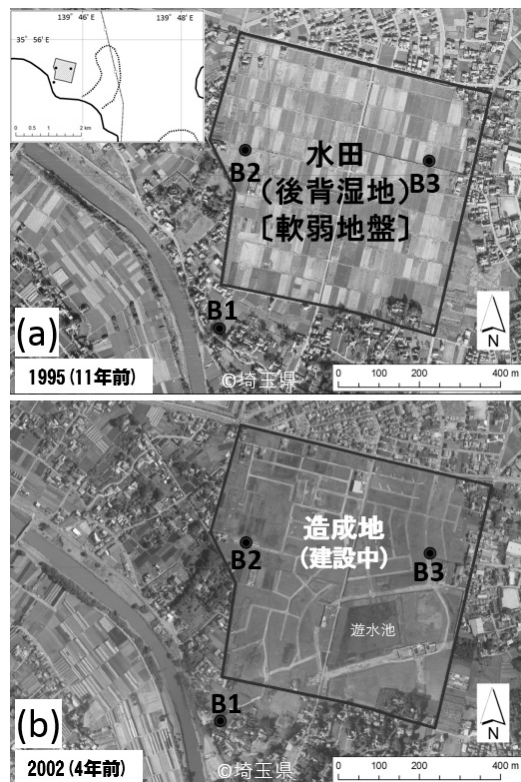 139° 46' E
139° 48' E
35° 56' E
0 0.5 1 2 km
B2
水田
(後背湿地)
〔軟弱地盤〕
B3
B1
(a)
N
1995 (11年前)
©埼玉県
0 200 400 m
造成地
(建設中)
B2
B3
遊水池
B1
(b)
N
2002 (4年前)
©埼玉県
0 200 400 m